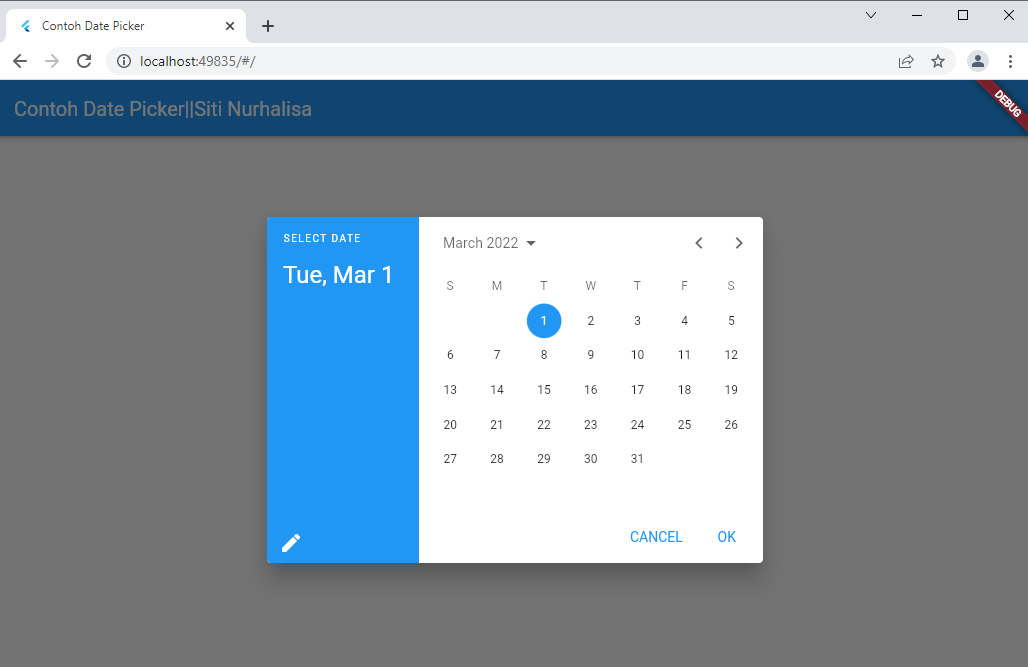 Contoh Date Picker
localhost:49835/#/
Contoh Date Picker||Siti Nurhalisa
DEBUG
SELECT DATE
Tue, Mar 1
March 2022
S M T W T F S
1 2 3 4 5
6 7 8 9 10 11 12
13 14 15 16 17 18 19
20 21 22 23 24 25 26
27 28 29 30 31
CANCEL OK